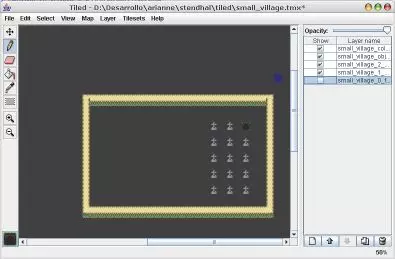 Tiled - D:\Desarrollo\arianne\stendhal\tiled\small_village.tmx*
File Edit Select View Map Layer Tilesets Help
Opacity:
Show Layer name
small_village_col...
small_village_obj...
small_village_2_...
small_village_1_...
small_village_0_f...
50%